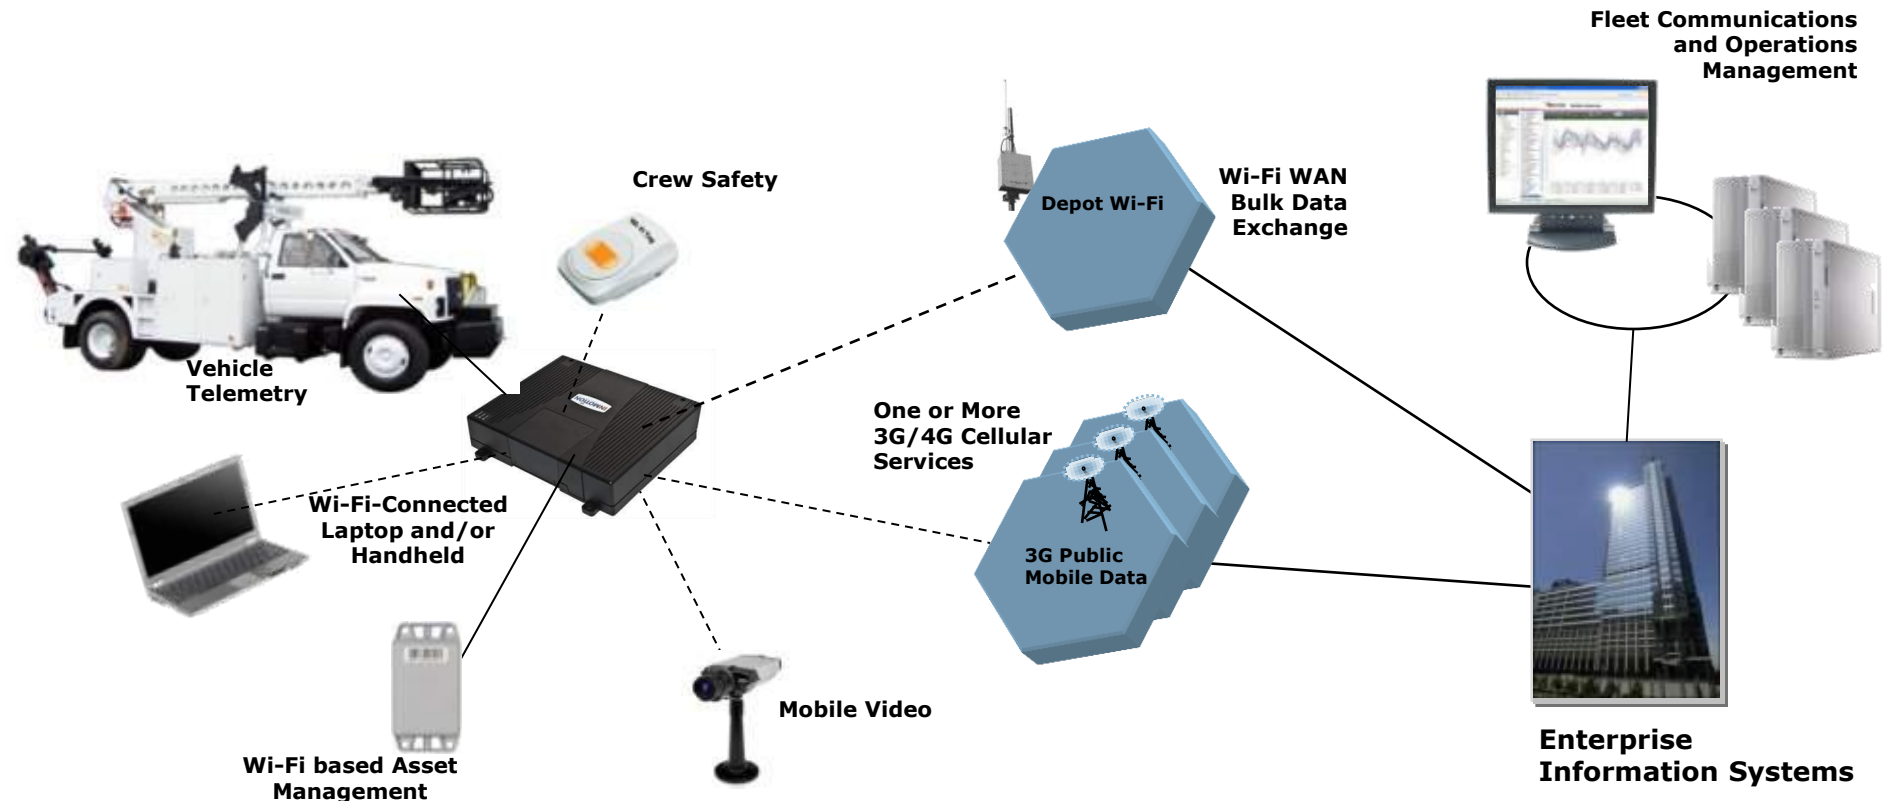 Fleet Communications
and Operations
Management
Crew Safety
Depot Wi-Fi
Wi-Fi WAN
Bulk Data
Exchange
Vehicle
Telemetry
One or More
3G/4G Cellular
Services
Wi-Fi-Connected
Laptop and/or
Handheld
3G Public
Mobile Data
Mobile Video
Enterprise
Information Systems
Wi-Fi based Asset
Management